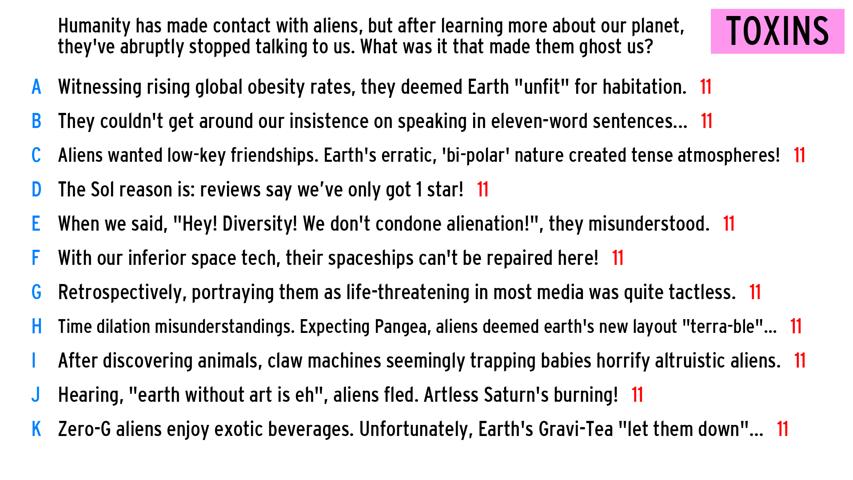 Humanity has made contact with aliens, but after learning more about our planet,
they've abruptly stopped talking to us. What was it that made them ghost us?
TOXINS
A Witnessing rising global obesity rates, they deemed Earth "unfit" for habitation. 11
B They couldn't get around our insistence on speaking in eleven-word sentences... 11
C Aliens wanted low-key friendships. Earth's erratic, 'bi-polar' nature created tense atmospheres! 11
D The Sol reason is: reviews say we’ve only got 1 star! 11
E When we said, "Hey! Diversity! We don't condone alienation!", they misunderstood. 11
F With our inferior space tech, their spaceships can't be repaired here! 11
G Retrospectively, portraying them as life-threatening in most media was quite tactless. 11
H Time dilation misunderstandings. Expecting Pangea, aliens deemed earth's new layout "terra-ble"... 11
I After discovering animals, claw machines seemingly trapping babies horrify altruistic aliens. 11
J Hearing, "earth without art is eh", aliens fled. Artless Saturn's burning! 11
K Zero-G aliens enjoy exotic beverages. Unfortunately, Earth's Gravi-Tea "let them down"... 11